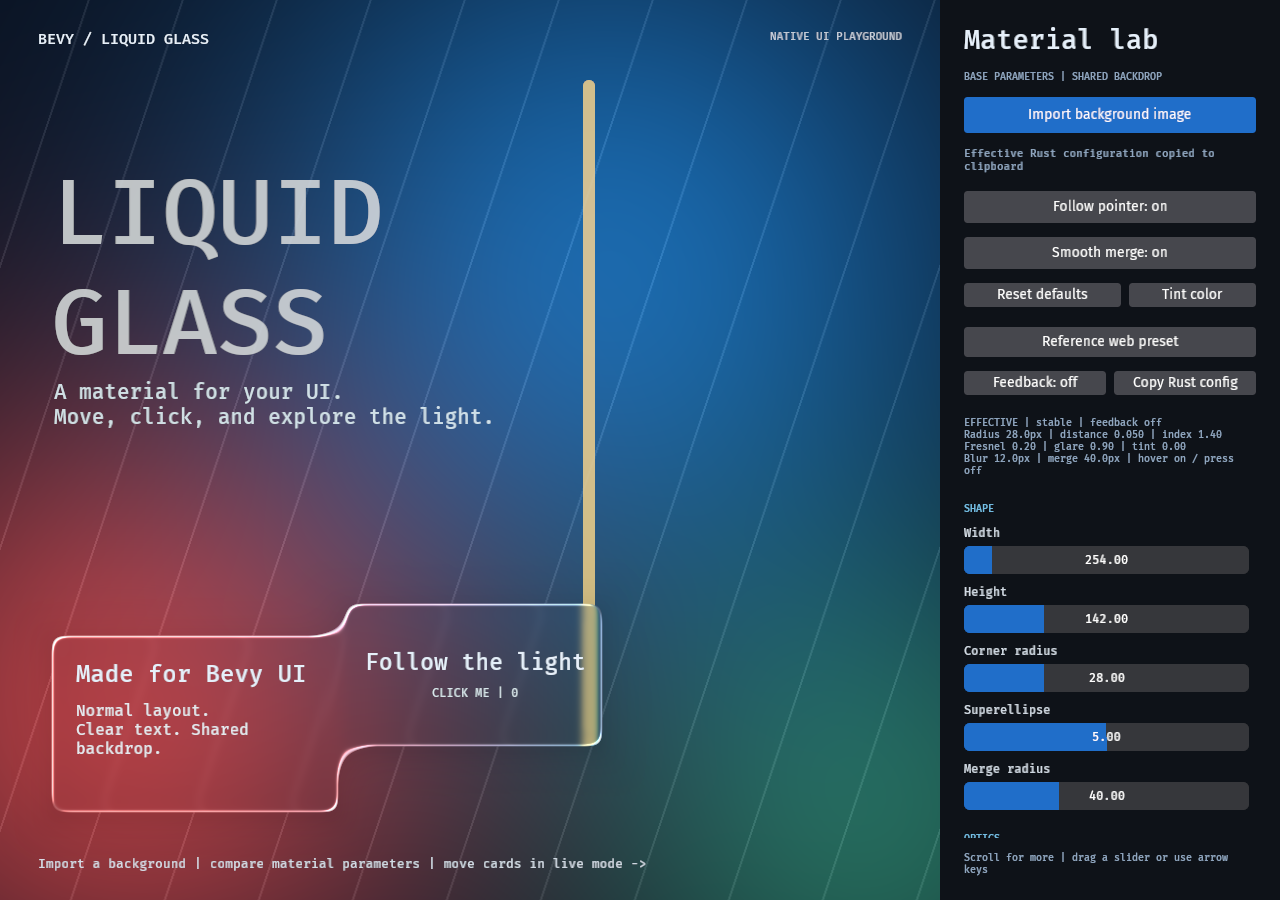 BEVY / LIQUID GLASS
NATIVE UI PLAYGROUND
LIQUID
GLASS
A material for your UI.
Move, click, and explore the light.
Made for Bevy UI
Normal layout.
Clear text. Shared
backdrop.
Follow the light
CLICK ME | 0
Import a background | compare material parameters | move cards in live mode ->
Material lab
BASE PARAMETERS | SHARED BACKDROP
Import background image
Effective Rust configuration copied to
clipboard
Follow pointer: on
Smooth merge: on
Reset defaults
Tint color
Reference web preset
Feedback: off
Copy Rust config
EFFECTIVE | stable | feedback off
Radius 28.0px | distance 0.050 | index 1.40
Fresnel 0.20 | glare 0.90 | tint 0.00
Blur 12.0px | merge 40.0px | hover on / press
off
SHAPE
Width
254.00
Height
142.00
Corner radius
28.00
Superellipse
5.00
Merge radius
40.00
OPTICS
Scroll for more | drag a slider or use arrow
keys